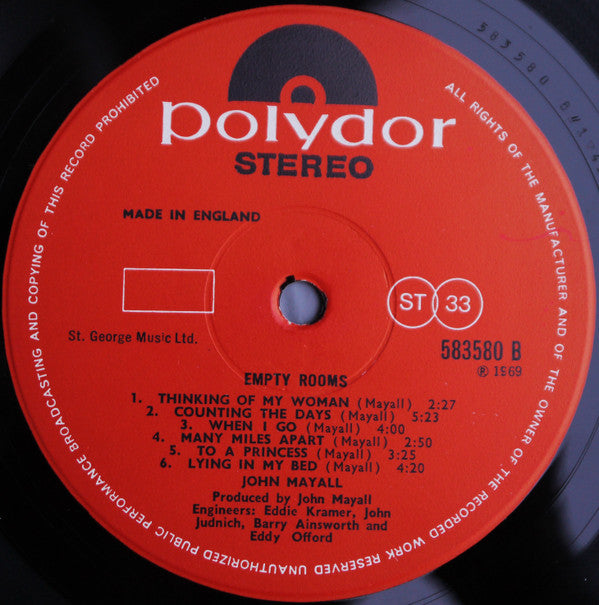 polydor
STEREO
MADE IN ENGLAND
ST 33
St. George Music Ltd.
583580 B
℗ 1969
EMPTY ROOMS
1. THINKING OF MY WOMAN (Mayall) 2:27
2. COUNTING THE DAYS (Mayall) 5:23
3. WHEN I GO (Mayall) 4:00
4. MANY MILES APART (Mayall) 2:50
5. TO A PRINCESS (Mayall) 3:25
6. LYING IN MY BED (Mayall) 4:20
JOHN MAYALL
Produced by John Mayall
Engineers: Eddie Kramer, John
Judnich, Barry Ainsworth and
Eddy Offord
ALL RIGHTS OF THE MANUFACTURER AND OF THE OWNER OF THE RECORDED WORK RESERVED UNAUTHORIZED PUBLIC PERFORMANCE BROADCASTING AND COPYING OF THIS RECORD PROHIBITED
583580